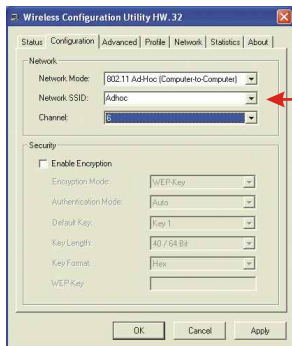 Wireless Configuration Utility HW.32
Status Configuration Advanced Profile Network Statistics About
Network
Network Mode: 802.11 Ad-Hoc (Computer-to-Computer)
Network SSID: Adhoc
Channel: 6
Security
Enable Encryption
Encryption Mode: WEP-Key
Authentication Mode: Auto
Default Key: Key 1
Key Length: 40 / 64 Bit
Key Format: Hex
WEP-Key
OK Cancel Apply